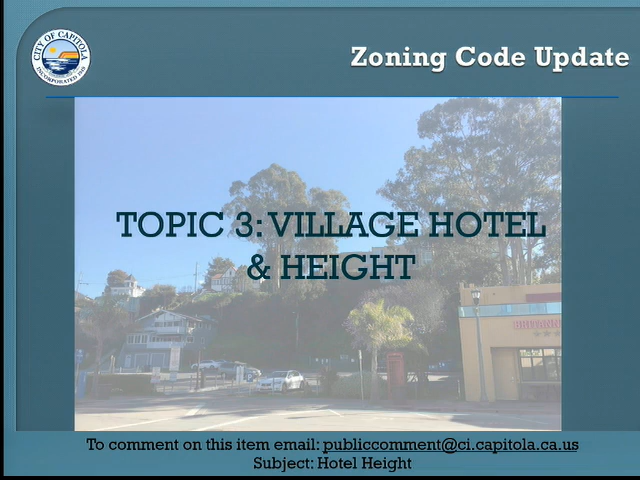 CITY OF CAPITOLA
INCORPORATED 1949
Zoning Code Update
TOPIC 3: VILLAGE HOTEL
& HEIGHT
To comment on this item email: publiccomment@ci.capitola.ca.us
Subject: Hotel Height